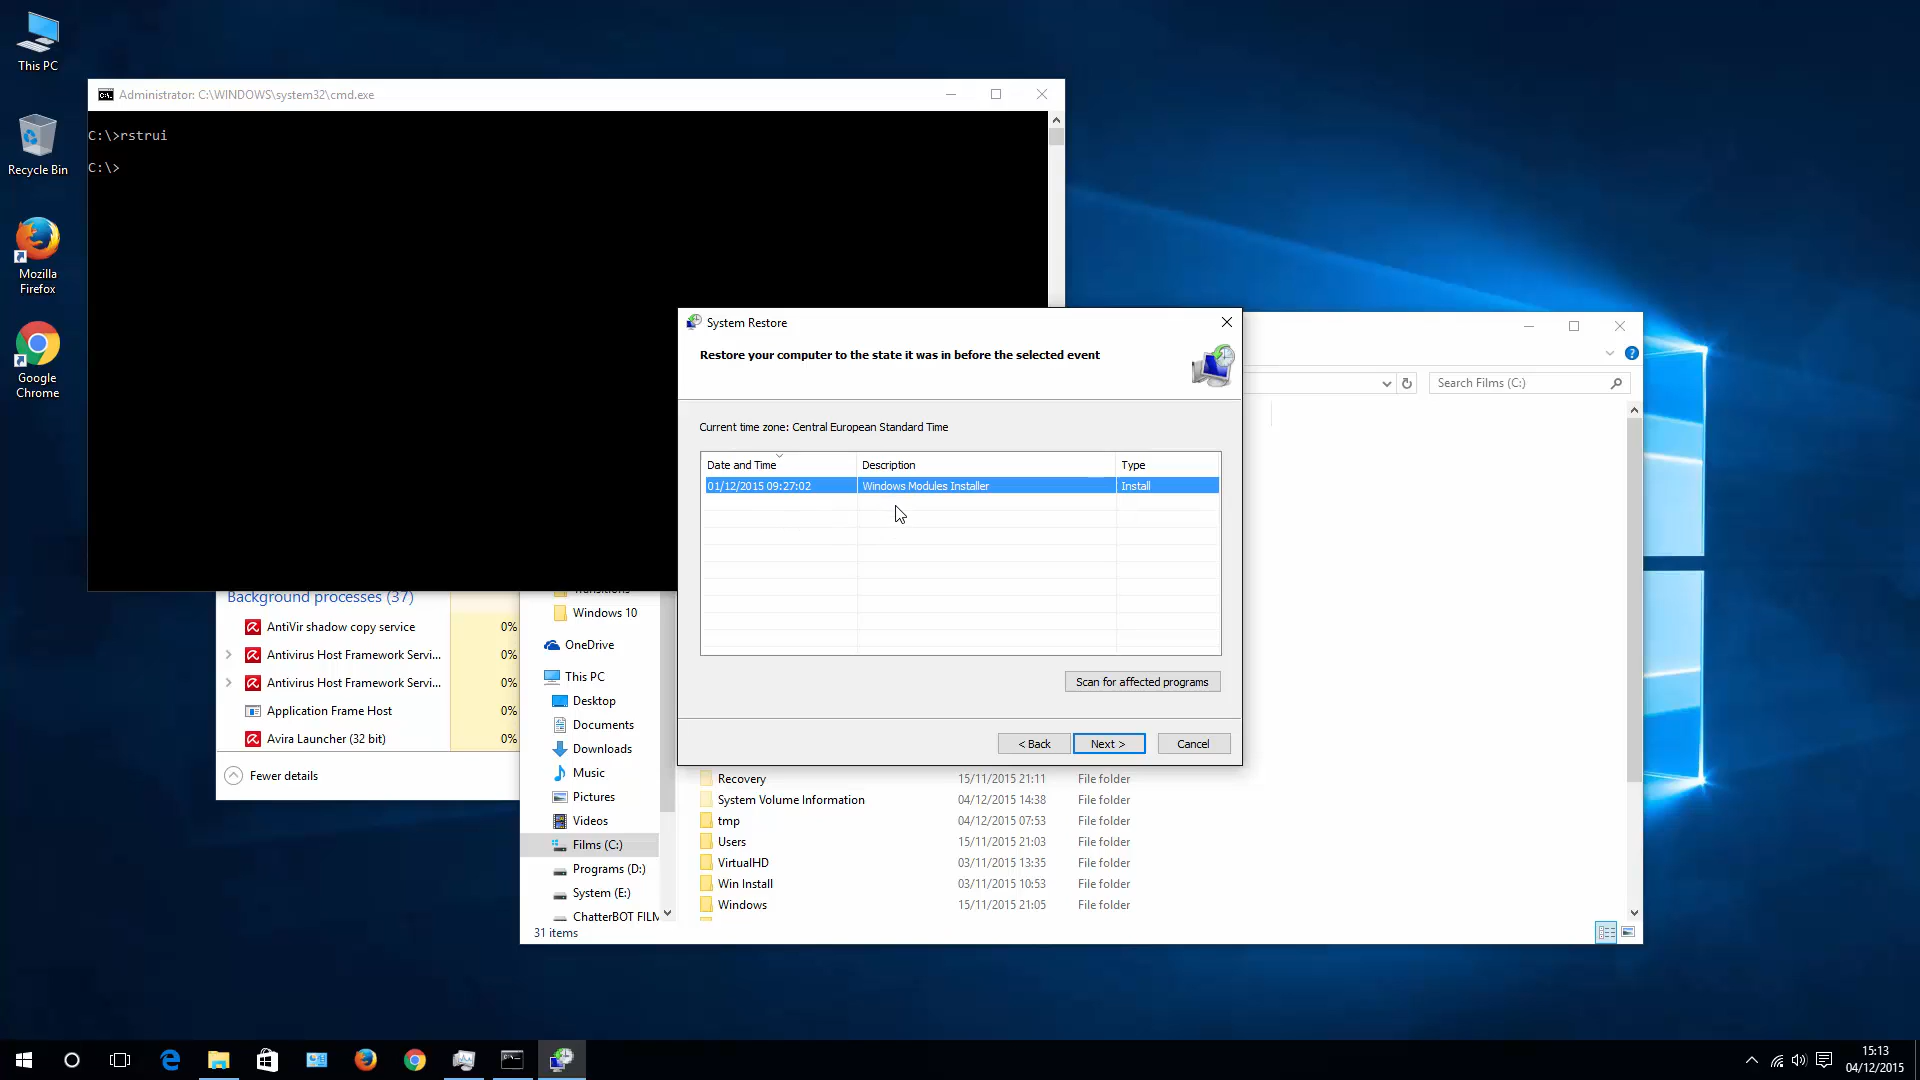 This PC
Recycle Bin
Mozilla
Firefox
Google
Chrome
Administrator: C:\WINDOWS\system32\cmd.exe
C:\>rstrui
C:\>
System Restore
Restore your computer to the state it was in before the selected event
Current time zone: Central European Standard Time
Date and Time Description Type
01/12/2015 09:27:02 Windows Modules Installer Install
Scan for affected programs
< Back Next > Cancel
Search Films (C:)
Background processes (37)
AntiVir shadow copy service 0%
Antivirus Host Framework Servi... 0%
Antivirus Host Framework Servi... 0%
Application Frame Host 0%
Avira Launcher (32 bit) 0%
Fewer details
Transitions
Windows 10
OneDrive
This PC
Desktop
Documents
Downloads
Music
Pictures
Videos
Films (C:)
Programs (D:)
System (E:)
ChatterBOT FILM
Recovery 15/11/2015 21:11 File folder
System Volume Information 04/12/2015 14:38 File folder
tmp 04/12/2015 07:53 File folder
Users 15/11/2015 21:03 File folder
VirtualHD 03/11/2015 13:35 File folder
Win Install 03/11/2015 10:53 File folder
Windows 15/11/2015 21:05 File folder
31 items
15:13
04/12/2015